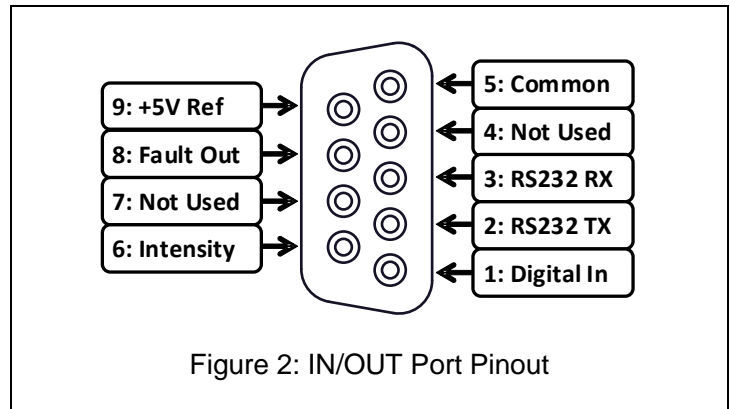 9: +5V Ref
8: Fault Out
7: Not Used
6: Intensity
5: Common
4: Not Used
3: RS232 RX
2: RS232 TX
1: Digital In
Figure 2: IN/OUT Port Pinout